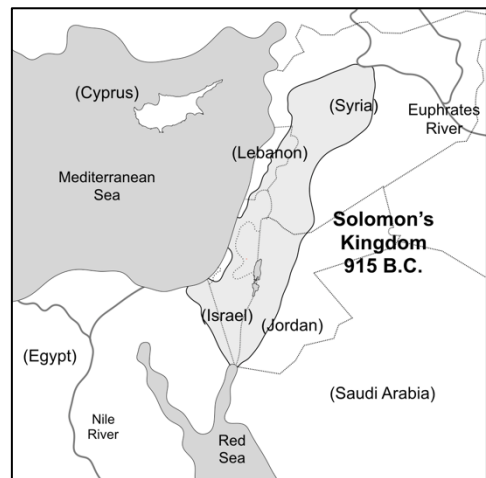 (Cyprus)
(Syria)
Euphrates
River
(Lebanon)
Mediterranean
Sea
Solomon's
Kingdom
915 B.C.
(Israel)
(Jordan)
(Egypt)
(Saudi Arabia)
Nile
River
Red
Sea